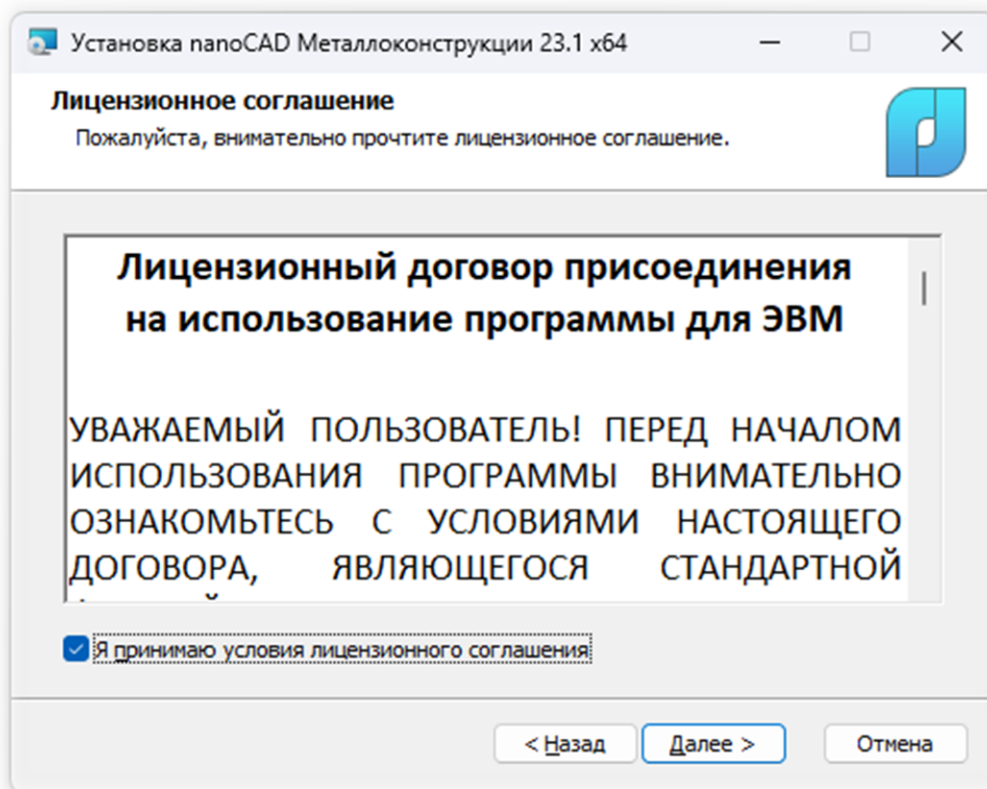 Установка nanoCAD Металлоконструкции 23.1 x64
Лицензионное соглашение
Пожалуйста, внимательно прочтите лицензионное соглашение.
Лицензионный договор присоединения
на использование программы для ЭВМ
УВАЖАЕМЫЙ ПОЛЬЗОВАТЕЛЬ! ПЕРЕД НАЧАЛОМ
ИСПОЛЬЗОВАНИЯ ПРОГРАММЫ ВНИМАТЕЛЬНО
ОЗНАКОМЬТЕСЬ С УСЛОВИЯМИ НАСТОЯЩЕГО
ДОГОВОРА, ЯВЛЯЮЩЕГОСЯ СТАНДАРТНОЙ
Я принимаю условия лицензионного соглашения
< Назад Далее > Отмена